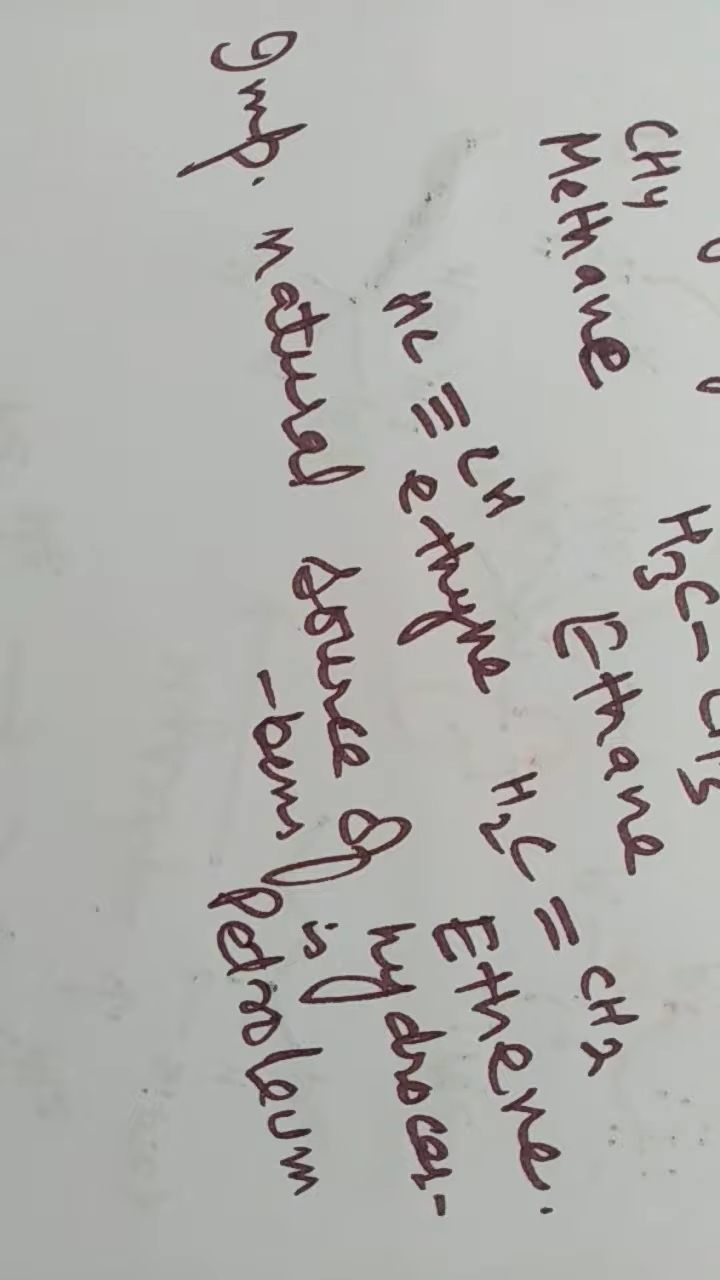 CH4 H3C - CH3
Methane Ethane
HC ≡ CH H2C = CH2
ethyne Ethene.
Imp. natural source of hydrocar-
-bons is Petroleum